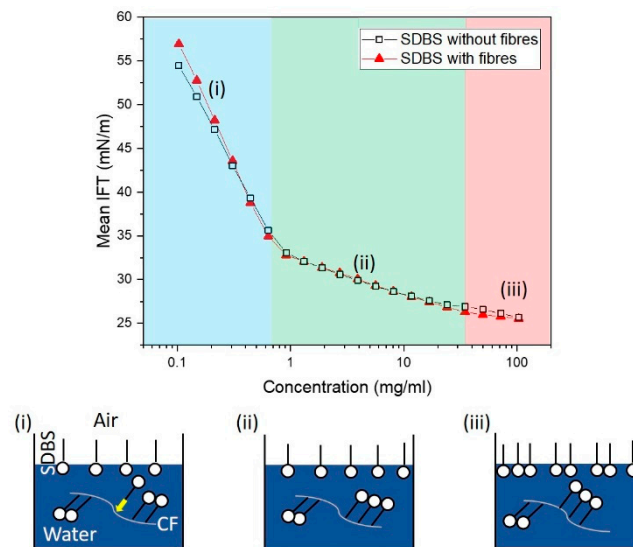 60
55
50
45
40
35
30
25
Mean IFT (mN/m)
SDBS without fibres
SDBS with fibres
(i)
(ii)
(iii)
0.1 1 10 100
Concentration (mg/ml)
(i) Air
SDBS
Water CF
(ii)
(iii)